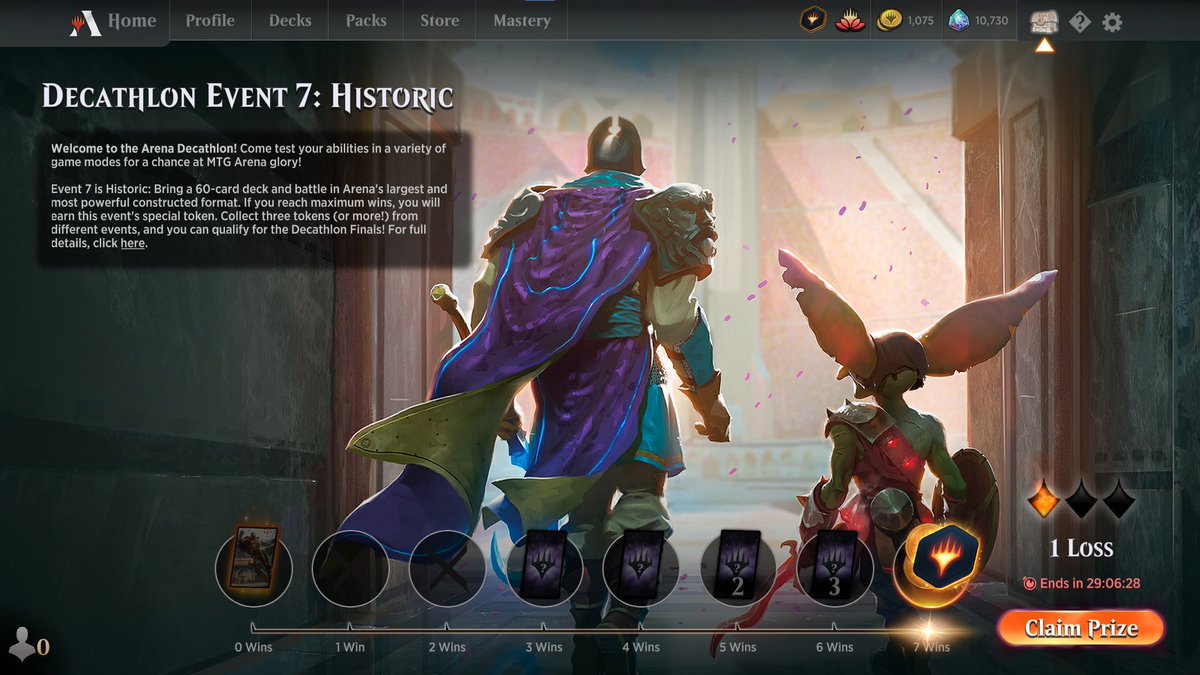 Home Profile Decks Packs Store Mastery 1,075 10,730
DECATHLON EVENT 7: HISTORIC
Welcome to the Arena Decathlon! Come test your abilities in a variety of
game modes for a chance at MTG Arena glory!
Event 7 is Historic: Bring a 60-card deck and battle in Arena's largest and
most powerful constructed format. If you reach maximum wins, you will
earn this event's special token. Collect three tokens (or more!) from
different events, and you can qualify for the Decathlon Finals! For full
details, click here.
? ? ? 2 ? 3
1 LOSS
Ends in 29:06:28
Claim Prize
0 Wins 1 Win 2 Wins 3 Wins 4 Wins 5 Wins 6 Wins 7 Wins
0